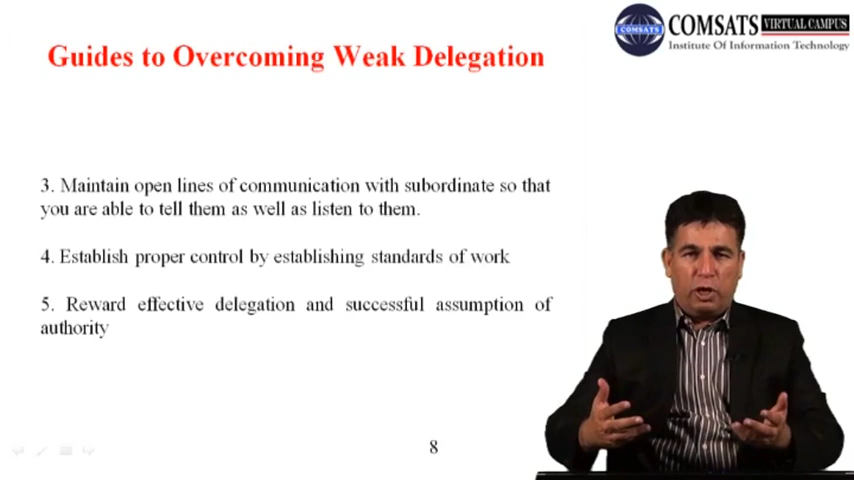 Guides to Overcoming Weak Delegation
COMSATS
COMSATS VIRTUAL CAMPUS
Institute Of Information Technology
3. Maintain open lines of communication with subordinate so that
you are able to tell them as well as listen to them.
4. Establish proper control by establishing standards of work
5. Reward effective delegation and successful assumption of
authority
8